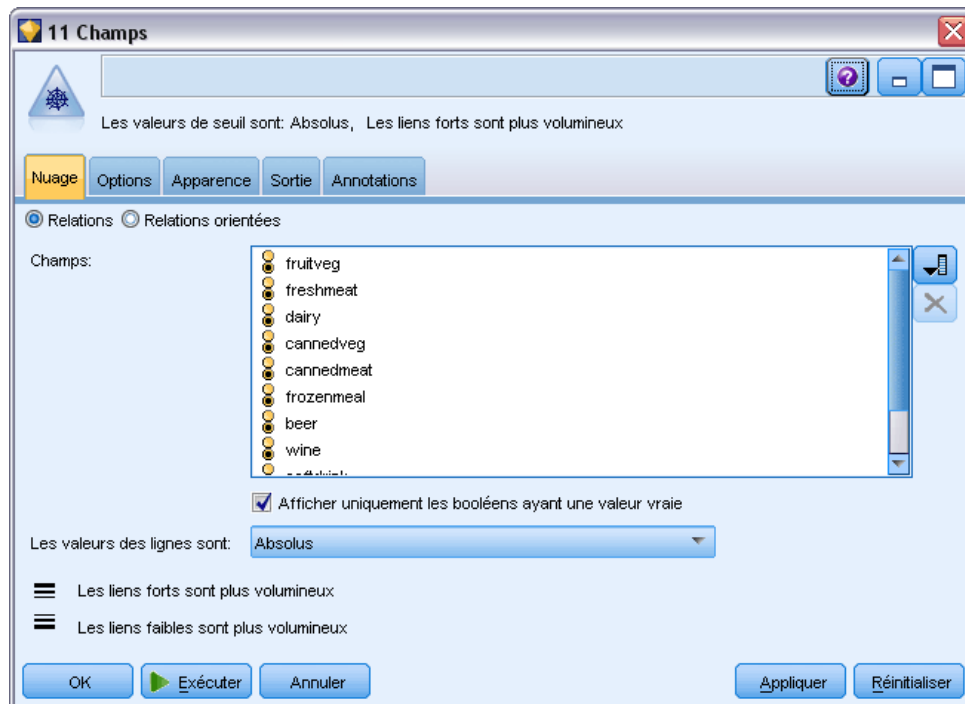 11 Champs
Les valeurs de seuil sont: Absolus, Les liens forts sont plus volumineux
Nuage Options Apparence Sortie Annotations
Relations Relations orientées
Champs:
fruitveg
freshmeat
dairy
cannedveg
cannedmeat
frozenmeal
beer
wine
Afficher uniquement les booléens ayant une valeur vraie
Les valeurs des lignes sont: Absolus
Les liens forts sont plus volumineux
Les liens faibles sont plus volumineux
OK Exécuter Annuler Appliquer Réinitialiser